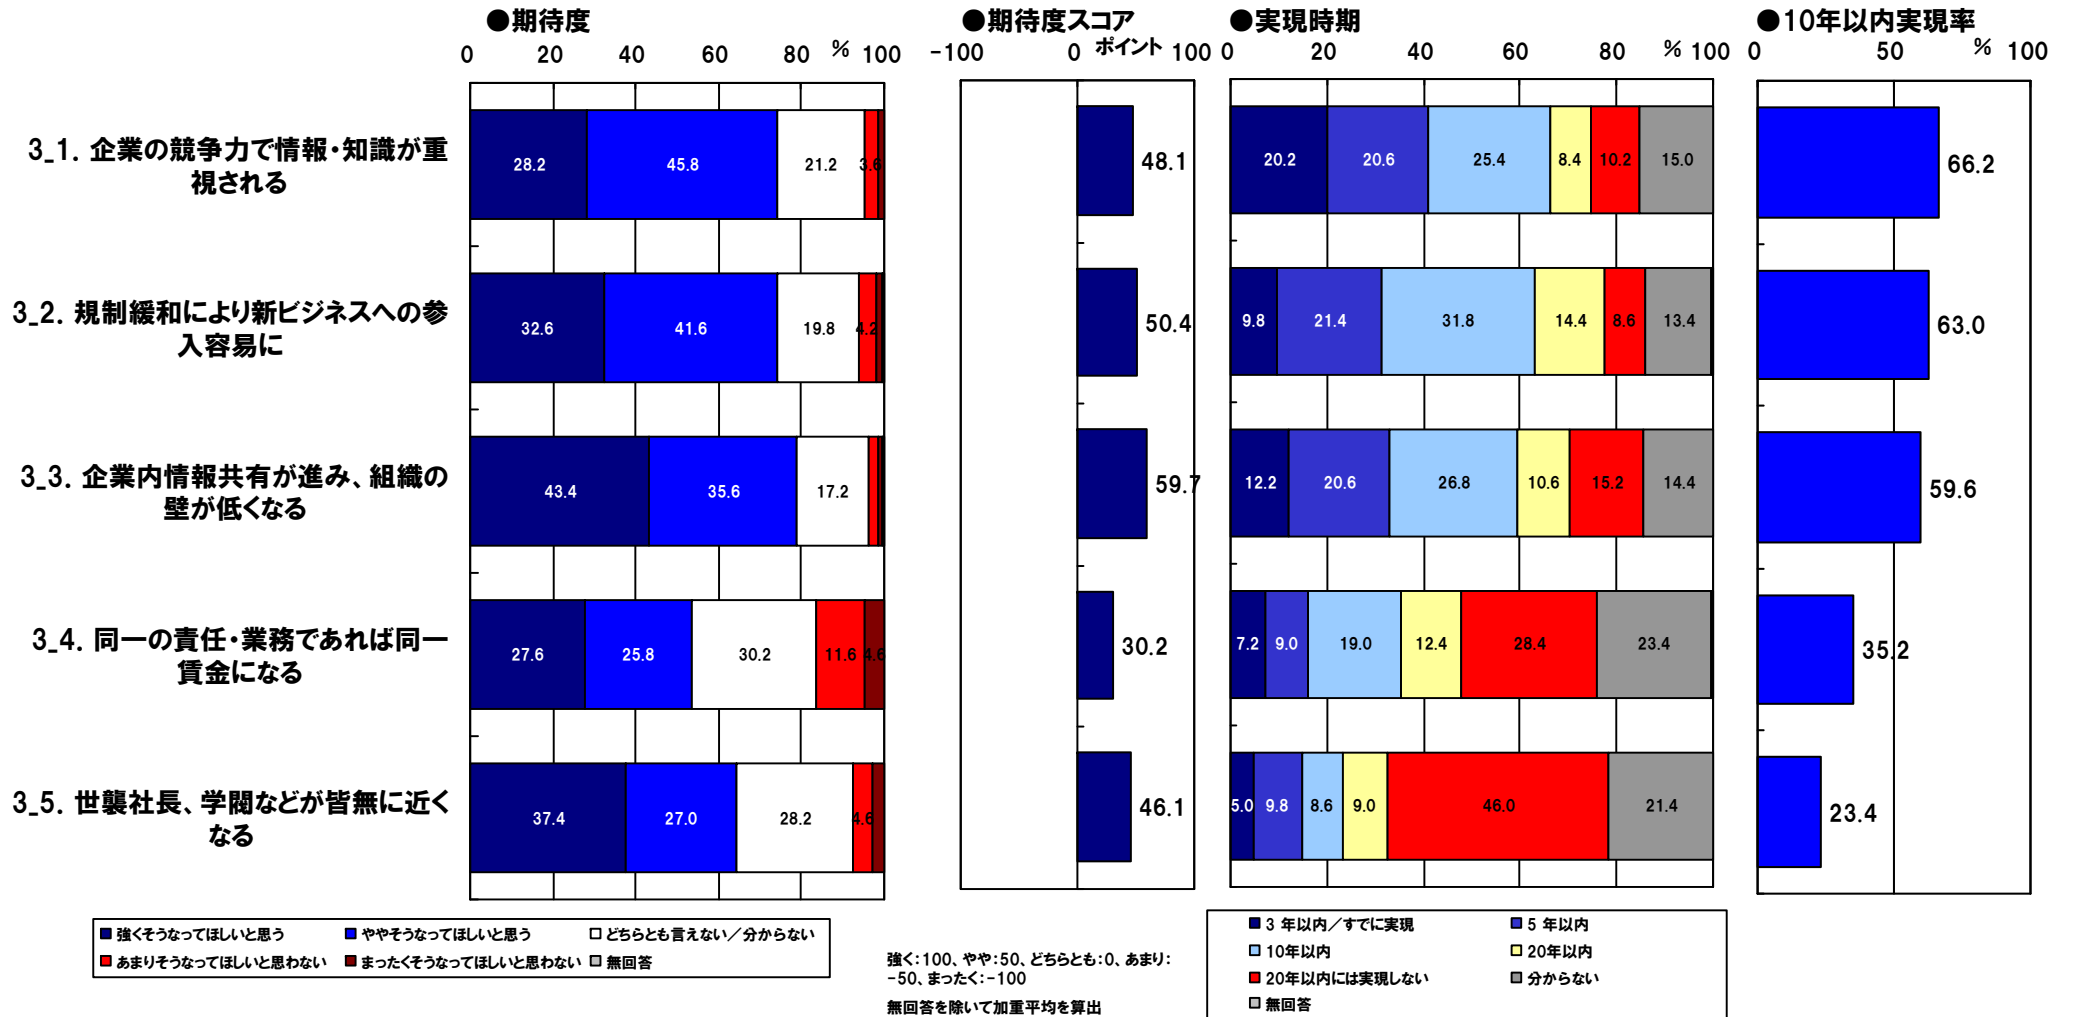 ●期待度
●期待度スコア
●実現時期
●10年以内実現率
0 20 40 60 80 % 100
-100 0 ポイント 100
0 20 40 60 80 % 100
0 50 % 100
3_1. 企業の競争力で情報・知識が重
視される
28.2 45.8 21.2 3.6
48.1
20.2 20.6 25.4 8.4 10.2 15.0
66.2
3_2. 規制緩和により新ビジネスへの参
入容易に
32.6 41.6 19.8 4.2
50.4
9.8 21.4 31.8 14.4 8.6 13.4
63.0
3_3. 企業内情報共有が進み、組織の
壁が低くなる
43.4 35.6 17.2
59.7
12.2 20.6 26.8 10.6 15.2 14.4
59.6
3_4. 同一の責任・業務であれば同一
賃金になる
27.6 25.8 30.2 11.6 4.6
30.2
7.2 9.0 19.0 12.4 28.4 23.4
35.2
3_5. 世襲社長、学閥などが皆無に近く
なる
37.4 27.0 28.2 4.6
46.1
5.0 9.8 8.6 9.0 46.0 21.4
23.4
強くそうなってほしいと思う ややそうなってほしいと思う どちらとも言えない／分からない
あまりそうなってほしいと思わない まったくそうなってほしいと思わない 無回答
強く:100、やや:50、どちらとも:0、あまり:
-50、まったく:-100
無回答を除いて加重平均を算出
3 年以内／すでに実現 5 年以内
10年以内 20年以内
20年以内には実現しない 分からない
無回答